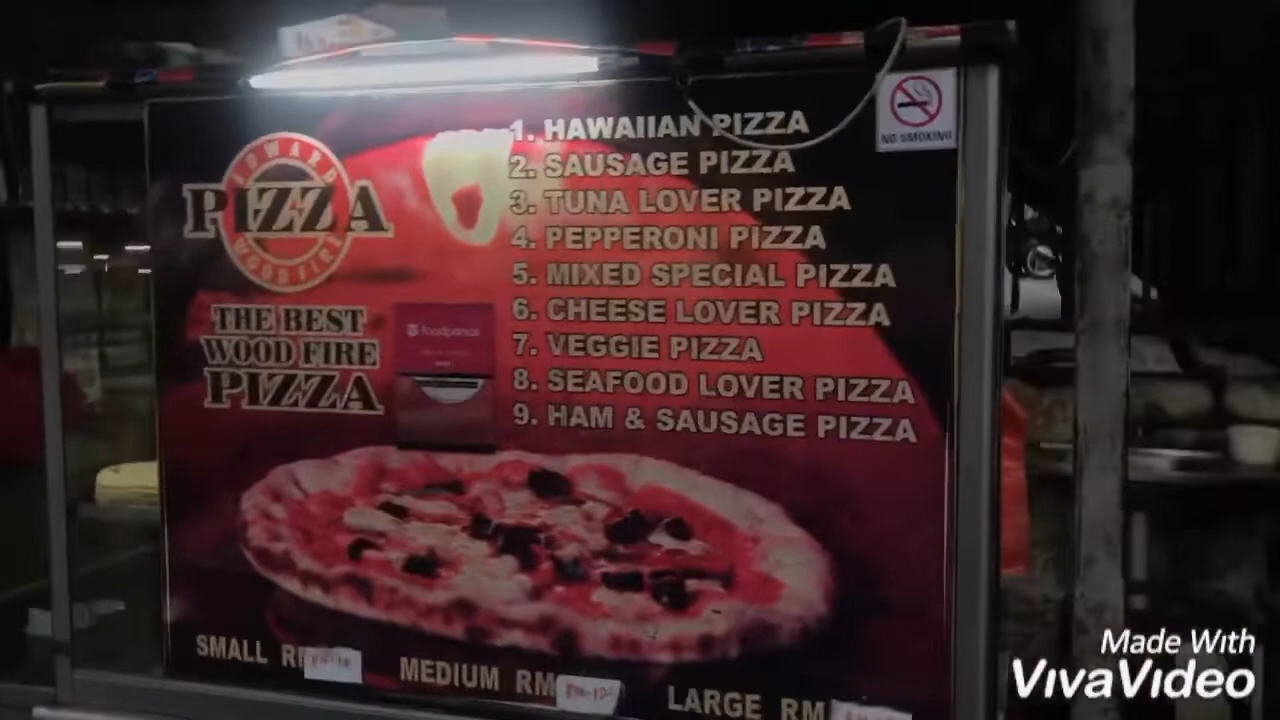 1. HAWAIIAN PIZZA
2. SAUSAGE PIZZA
3. TUNA LOVER PIZZA
4. PEPPERONI PIZZA
5. MIXED SPECIAL PIZZA
6. CHEESE LOVER PIZZA
7. VEGGIE PIZZA
8. SEAFOOD LOVER PIZZA
9. HAM & SAUSAGE PIZZA
NO SMOKING
EDWARD
PIZZA
WOOD FIRE
THE BEST
WOOD FIRE
PIZZA
foodpanda
SMALL RM
MEDIUM RM
LARGE RM
Made With
VivaVideo